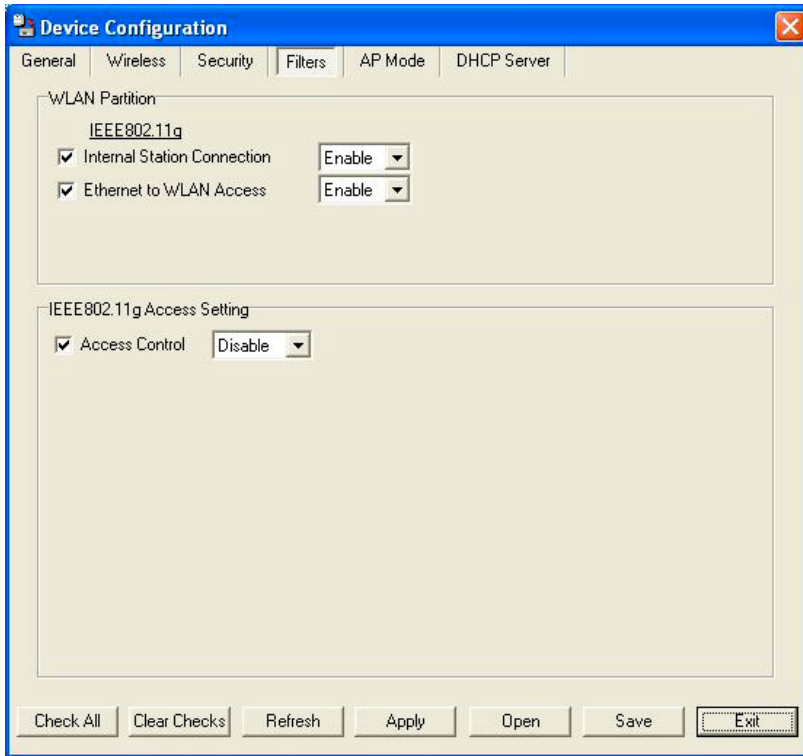 Device Configuration
General Wireless Security Filters AP Mode DHCP Server
WLAN Partition
IEEE802.11g
Internal Station Connection Enable
Ethernet to WLAN Access Enable
IEEE802.11g Access Setting
Access Control Disable
Check All Clear Checks Refresh Apply Open Save Exit